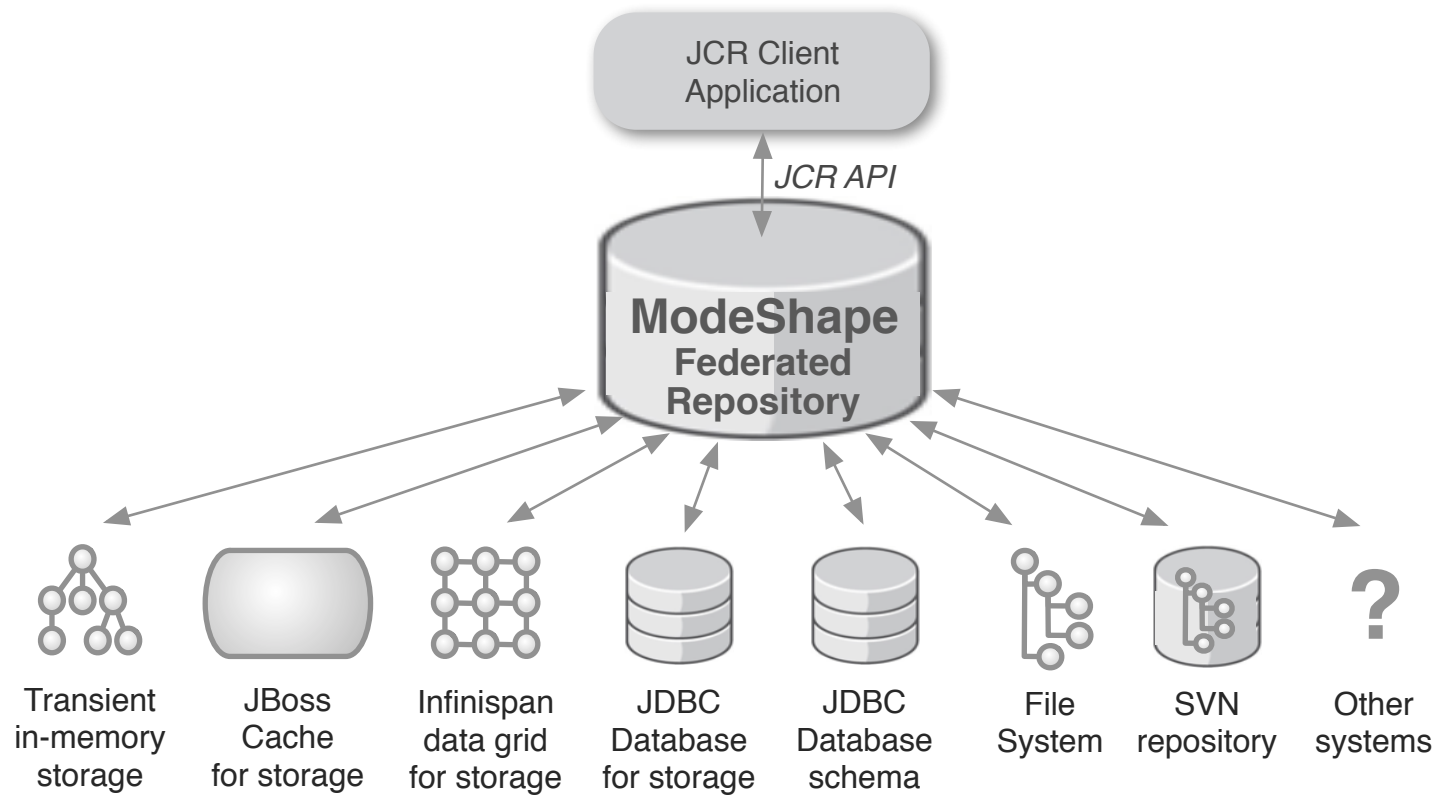 JCR Client
Application
JCR API
ModeShape
Federated
Repository
Transient
in-memory
storage
JBoss
Cache
for storage
Infinispan
data grid
for storage
JDBC
Database
for storage
JDBC
Database
schema
File
System
SVN
repository
?
Other
systems